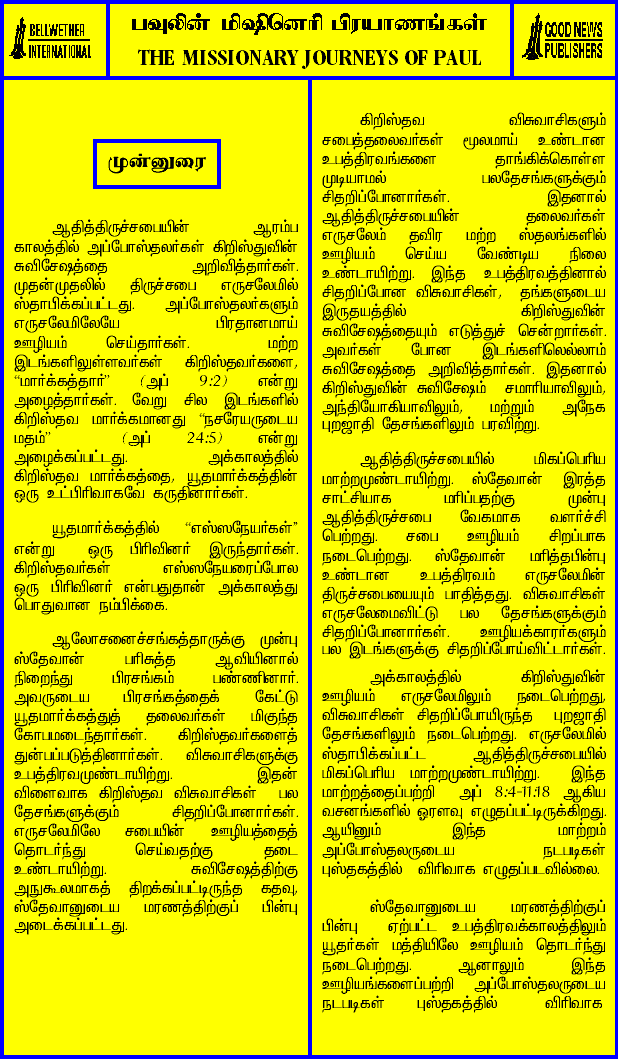 BELLWETHER
INTERNATIONAL
பவுலின் மிஷினெரி பிரயாணங்கள்
THE MISSIONARY JOURNEYS OF PAUL
GOOD NEWS
PUBLISHERS
முன்னுரை
ஆதித்திருச்சபையின் ஆரம்ப
காலத்தில் அப்போஸ்தலர்கள் கிறிஸ்துவின்
சுவிசேஷத்தை அறிவித்தார்கள்.
முதன்முதலில் திருச்சபை எருசலேமில்
ஸ்தாபிக்கப்பட்டது. அப்போஸ்தலர்களும்
எருசலேமிலேயே பிரதானமாய்
ஊழியம் செய்தார்கள். மற்ற
இடங்களிலுள்ளவர்கள் கிறிஸ்தவர்களை,
“மார்க்கத்தார்” (அப் 9:2) என்று
அழைத்தார்கள். வேறு சில இடங்களில்
கிறிஸ்தவ மார்க்கமானது “நசரேயருடைய
மதம்” (அப் 24:5) என்று
அழைக்கப்பட்டது. அக்காலத்தில்
கிறிஸ்தவ மார்க்கத்தை, யூதமார்க்கத்தின்
ஒரு உட்பிரிவாகவே கருதினார்கள்.
யூதமார்க்கத்தில் “எஸ்ஸநேயர்கள்”
என்று ஒரு பிரிவினர் இருந்தார்கள்.
கிறிஸ்தவர்கள் எஸ்ஸநேயரைப்போல
ஒரு பிரிவினர் என்பதுதான் அக்காலத்து
பொதுவான நம்பிக்கை.
ஆலோசனைச்சங்கத்தாருக்கு முன்பு
ஸ்தேவான் பரிசுத்த ஆவியினால்
நிறைந்து பிரசங்கம் பண்ணினார்.
அவருடைய பிரசங்கத்தைக் கேட்டு
யூதமார்க்கத்துத் தலைவர்கள் மிகுந்த
கோபமடைந்தார்கள். கிறிஸ்தவர்களைத்
துன்பப்படுத்தினார்கள். விசுவாசிகளுக்கு
உபத்திரவமுண்டாயிற்று. இதன்
விளைவாக கிறிஸ்தவ விசுவாசிகள் பல
தேசங்களுக்கும் சிதறிப்போனார்கள்.
எருசலேமிலே சபையின் ஊழியத்தைத்
தொடர்ந்து செய்வதற்கு தடை
உண்டாயிற்று. சுவிசேஷத்திற்கு
அநுகூலமாகத் திறக்கப்பட்டிருந்த கதவு,
ஸ்தேவானுடைய மரணத்திற்குப் பின்பு
அடைக்கப்பட்டது.
கிறிஸ்தவ விசுவாசிகளும்
சபைத்தலைவர்கள் மூலமாய் உண்டான
உபத்திரவங்களை தாங்கிக்கொள்ள
முடியாமல் பலதேசங்களுக்கும்
சிதறிப்போனார்கள். இதனால்
ஆதித்திருச்சபையின் தலைவர்கள்
எருசலேம் தவிர மற்ற ஸ்தலங்களில்
ஊழியம் செய்ய வேண்டிய நிலை
உண்டாயிற்று. இந்த உபத்திரவத்தினால்
சிதறிப்போன விசுவாசிகள், தங்களுடைய
இருதயத்தில் கிறிஸ்துவின்
சுவிசேஷத்தையும் எடுத்துச் சென்றார்கள்.
அவர்கள் போன இடங்களிலெல்லாம்
சுவிசேஷத்தை அறிவித்தார்கள். இதனால்
கிறிஸ்துவின் சுவிசேஷம் சமாரியாவிலும்,
அந்தியோகியாவிலும், மற்றும் அநேக
புறஜாதி தேசங்களிலும் பரவிற்று.
ஆதித்திருச்சபையில் மிகப்பெரிய
மாற்றமுண்டாயிற்று. ஸ்தேவான் இரத்த
சாட்சியாக மரிப்பதற்கு முன்பு
ஆதித்திருச்சபை வேகமாக வளர்ச்சி
பெற்றது. சபை ஊழியம் சிறப்பாக
நடைபெற்றது. ஸ்தேவான் மரித்தபின்பு
உண்டான உபத்திரவம் எருசலேமின்
திருச்சபையையும் பாதித்தது. விசுவாசிகள்
எருசலேமைவிட்டு பல தேசங்களுக்கும்
சிதறிப்போனார்கள். ஊழியக்காரர்களும்
பல இடங்களுக்கு சிதறிப்போய்விட்டார்கள்.
அக்காலத்தில் கிறிஸ்துவின்
ஊழியம் எருசலேமிலும் நடைபெற்றது,
விசுவாசிகள் சிதறிப்போயிருந்த புறஜாதி
தேசங்களிலும் நடைபெற்றது. எருசலேமில்
ஸ்தாபிக்கப்பட்ட ஆதித்திருச்சபையில்
மிகப்பெரிய மாற்றமுண்டாயிற்று. இந்த
மாற்றத்தைப்பற்றி அப் 8:4-11:18 ஆகிய
வசனங்களில் ஓரளவு எழுதப்பட்டிருக்கிறது.
ஆயினும் இந்த மாற்றம்
அப்போஸ்தலருடைய நடபடிகள்
புஸ்தகத்தில் விரிவாக எழுதப்படவில்லை.
ஸ்தேவானுடைய மரணத்திற்குப்
பின்பு ஏற்பட்ட உபத்திரவக்காலத்திலும்
யூதர்கள் மத்தியிலே ஊழியம் தொடர்ந்து
நடைபெற்றது. ஆனாலும் இந்த
ஊழியங்களைப்பற்றி அப்போஸ்தலருடைய
நடபடிகள் புஸ்தகத்தில் விரிவாக